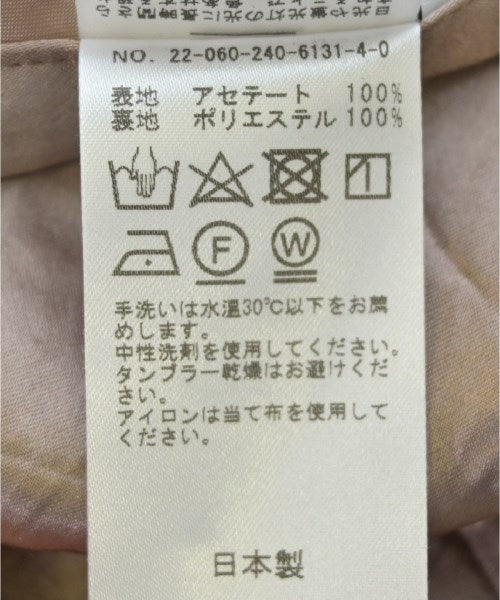 NO. 22-060-240-6131-4-0
表地 アセテート 100%
裏地 ポリエステル 100%
F W
手洗いは水温30℃以下をお薦
めします。
中性洗剤を使用してください。
タンブラー乾燥はお避けくだ
さい。
アイロンは当て布を使用して
ください。
日本製